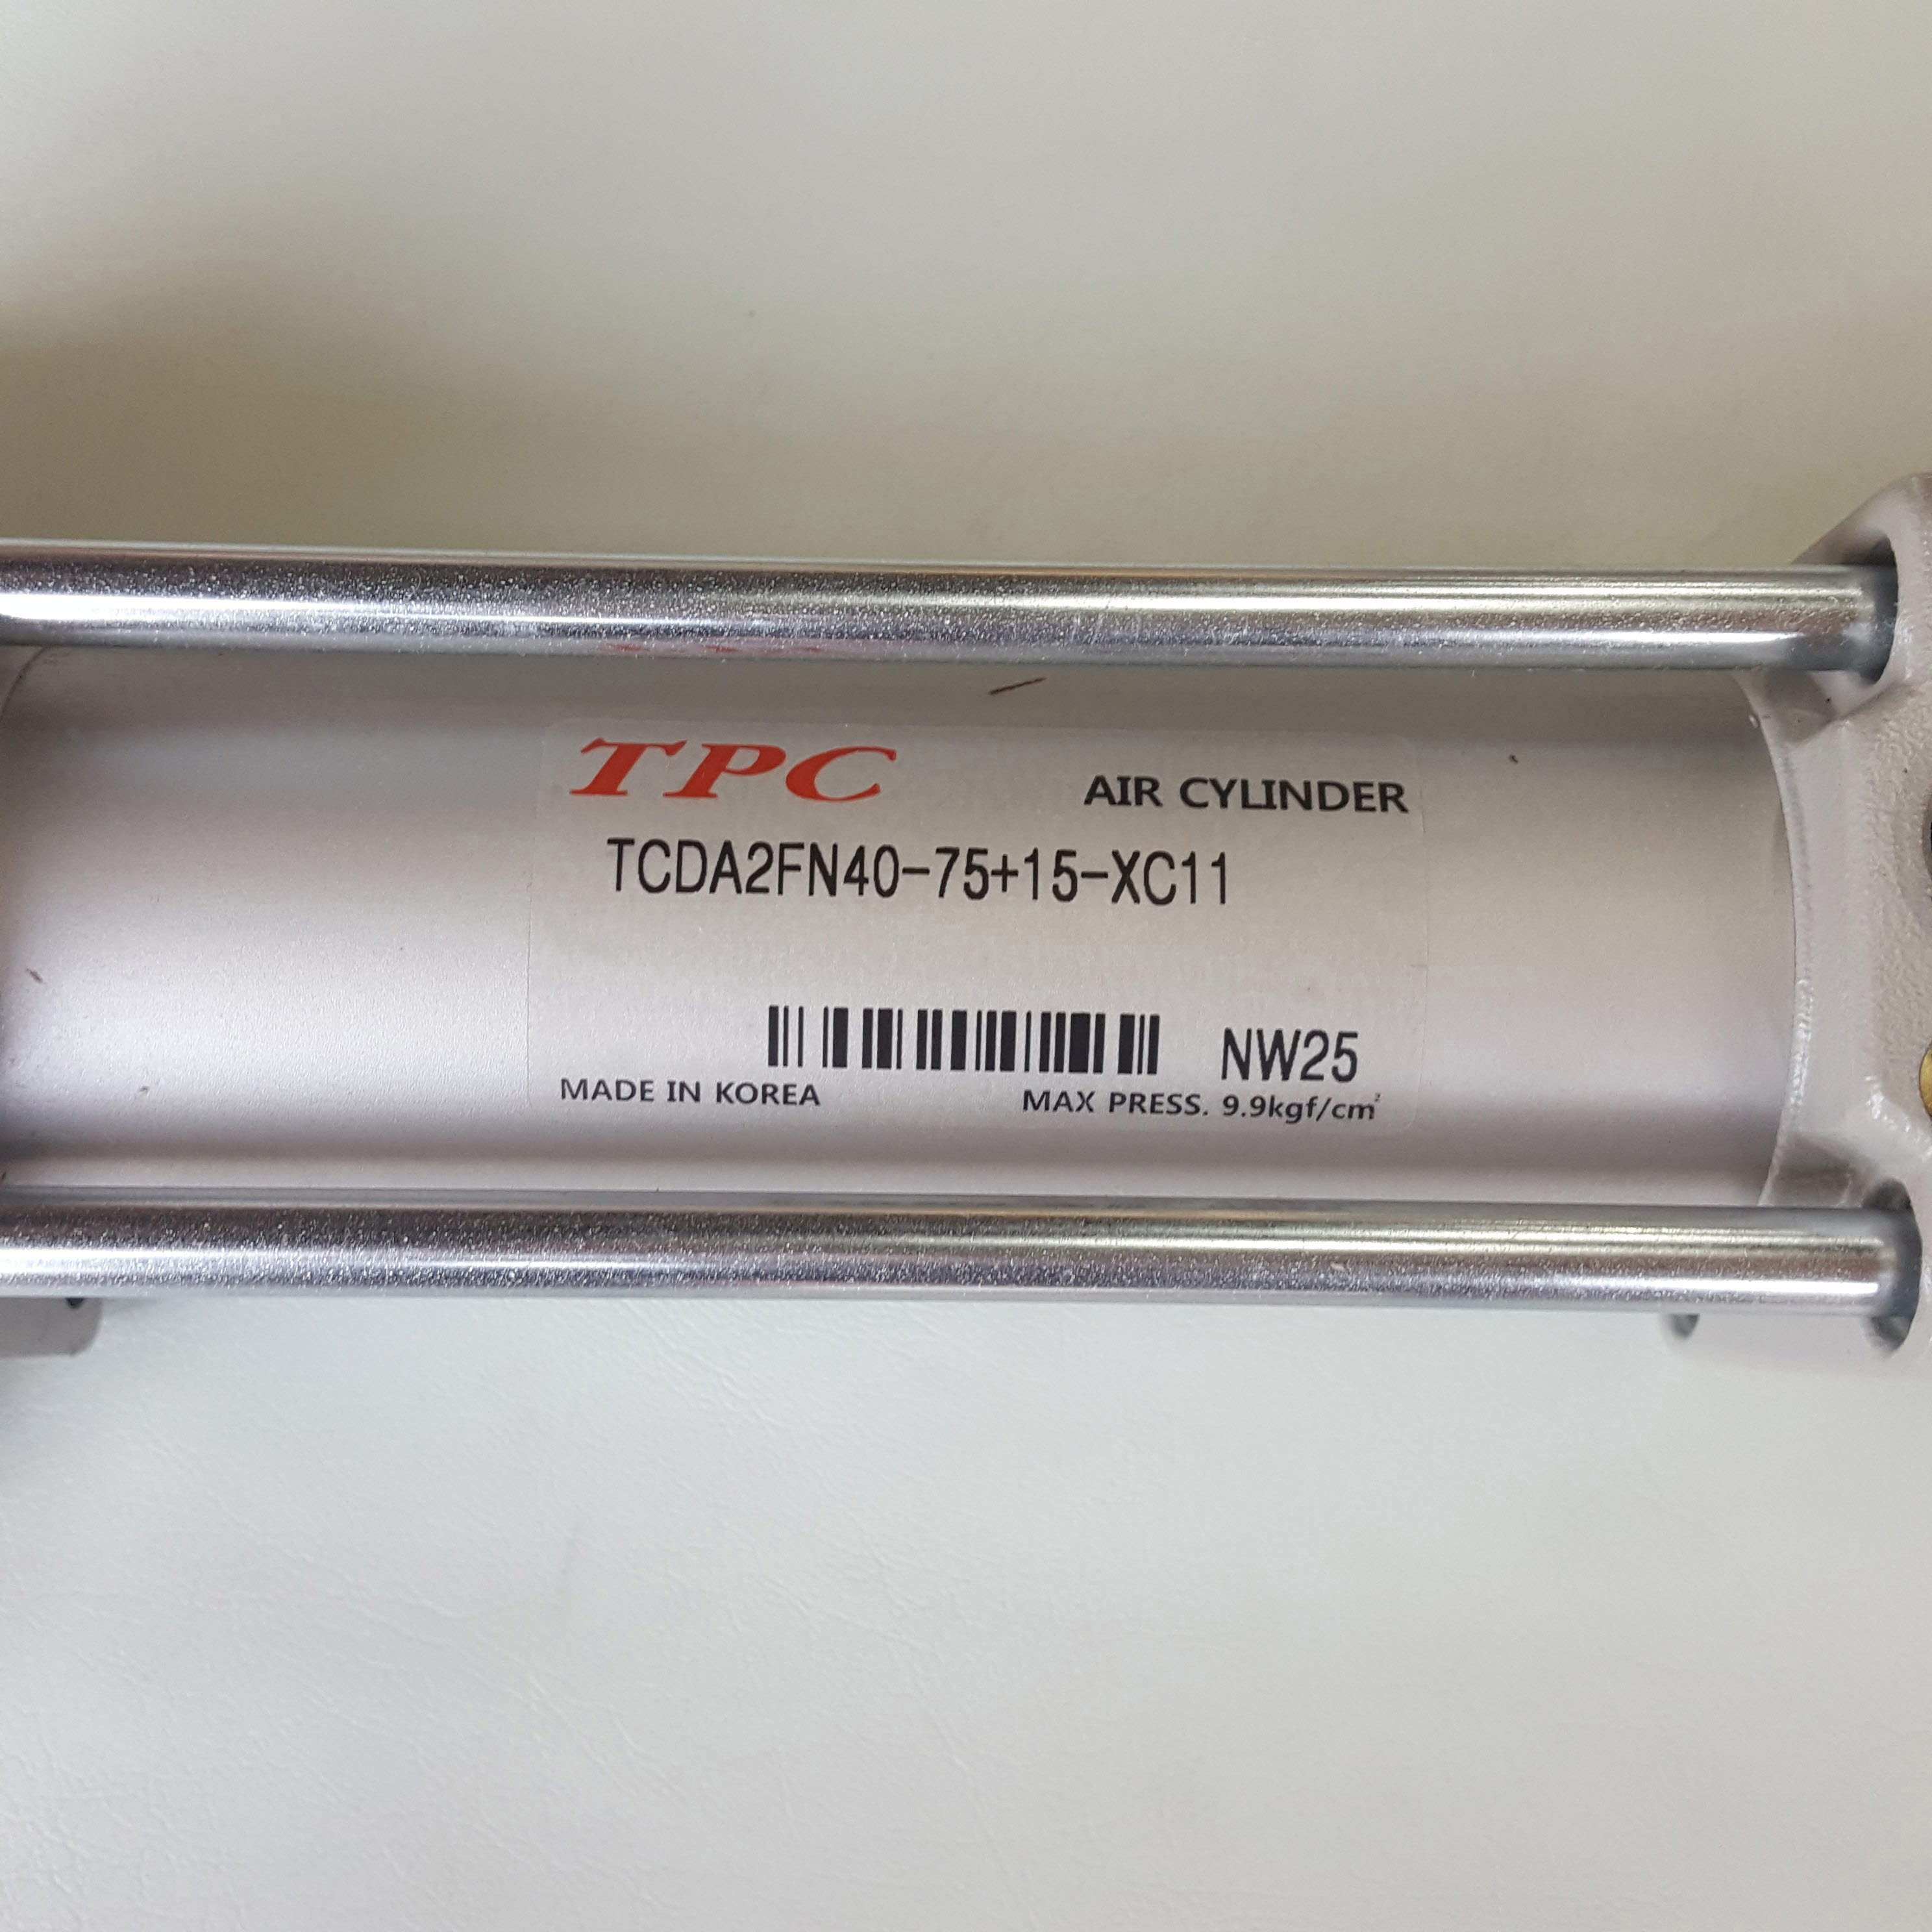 TPC AIR CYLINDER
TCDA2FN40-75+15-XC11
NW25
MADE IN KOREA MAX PRESS. 9.9kgf/cm²